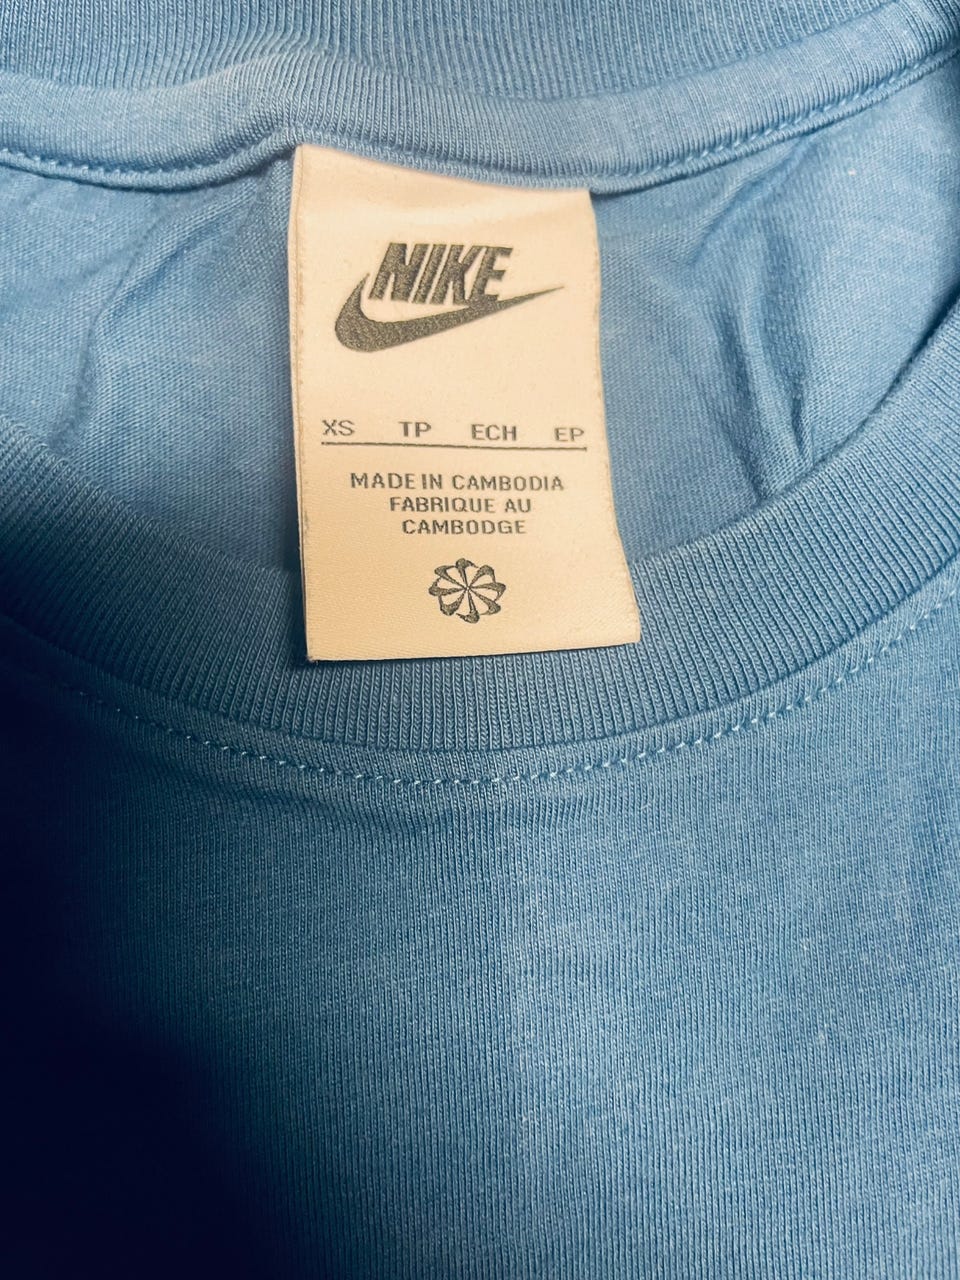 NIKE
XS TP ECH EP
MADE IN CAMBODIA
FABRIQUE AU
CAMBODGE